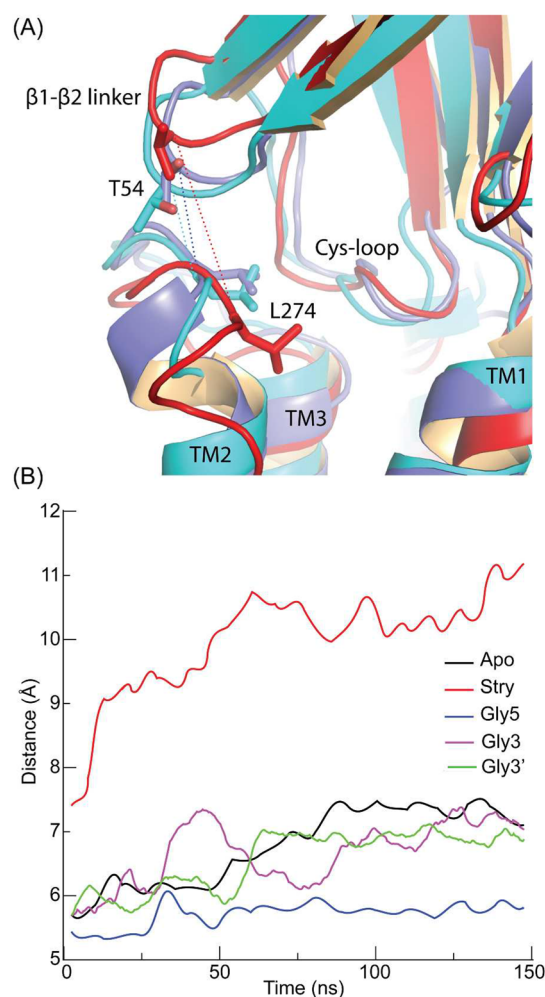 (A)
β1-β2 linker
T54
Cys-loop
L274
TM1
TM3
TM2
(B)
12
11
10
9
8
7
6
5
Distance (Å)
Apo
Stry
Gly5
Gly3
Gly3'
0
50
100
150
Time (ns)